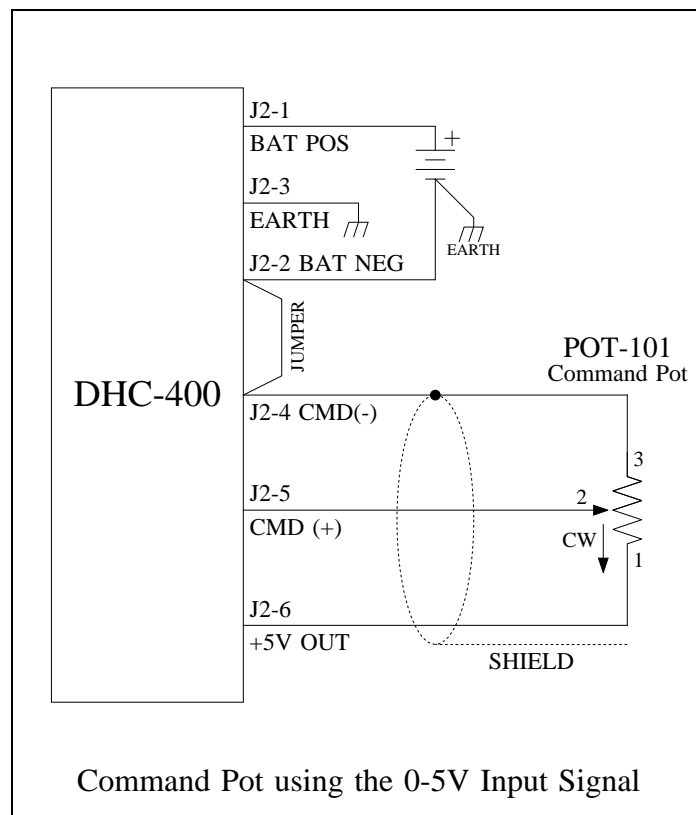 J2-1
BAT POS
+
J2-3
EARTH
EARTH
J2-2 BAT NEG
JUMPER
POT-101
Command Pot
DHC-400
J2-4 CMD(-)
3
J2-5
2
CMD (+)
CW
1
J2-6
+5V OUT
SHIELD
Command Pot using the 0-5V Input Signal